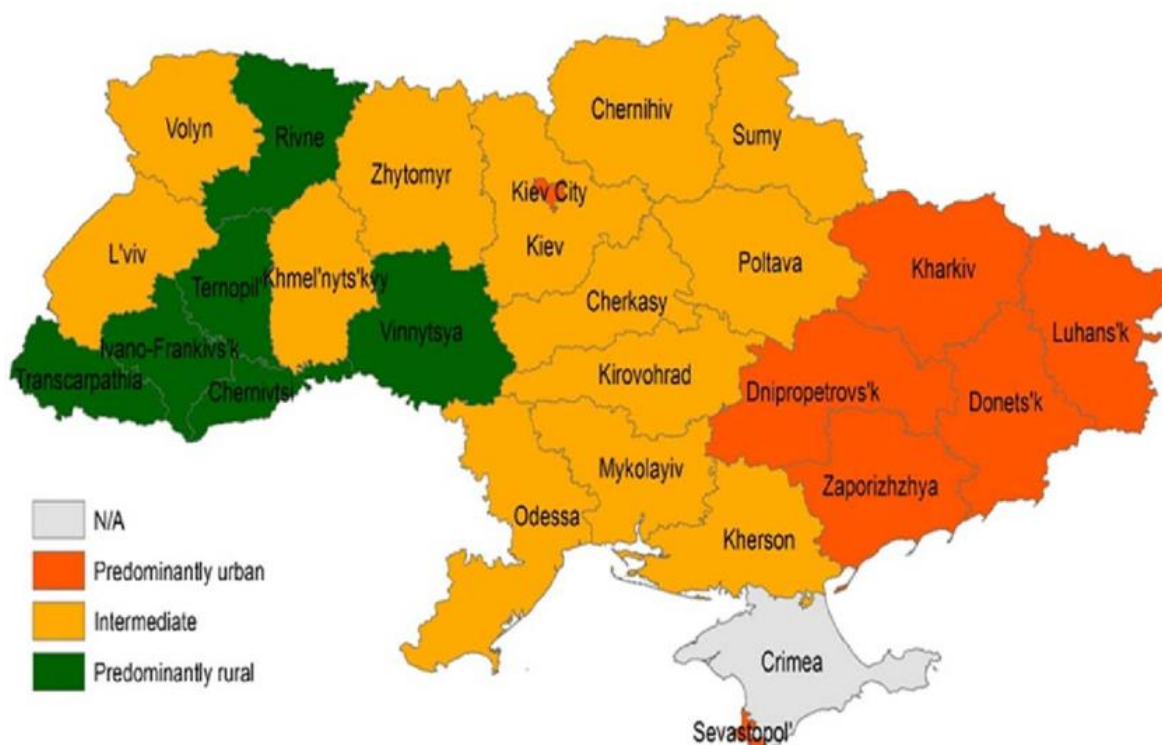 Chernihiv
Volyn
Rivne
Sumy
Zhytomyr
Kiev City
L'viv
Kiev
Poltava
Kharkiv
Ternopil'
Khmel'nyts'kyy
Cherkasy
Vinnytsya
Luhans'k
Ivano-Frankivs'k
Transcarpathia
Chernivtsi
Kirovohrad
Dnipropetrovs'k
Donets'k
Mykolayiv
Zaporizhzhya
Odessa
Kherson
N/A
Predominantly urban
Intermediate
Predominantly rural
Crimea
Sevastopol'